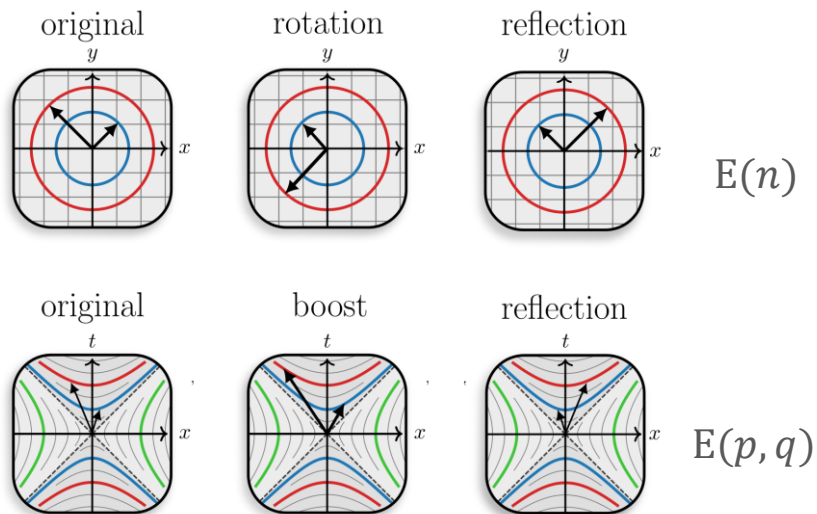 original rotation reflection
y y y
x x x
E(n)
original boost reflection
t t t
, , ,
x x x
E(p, q)